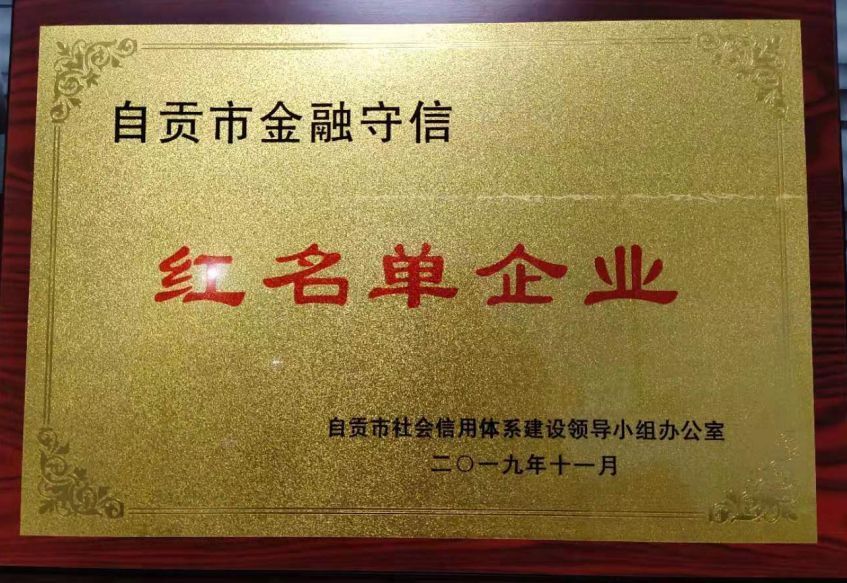 自贡市金融守信
红名单企业
自贡市社会信用体系建设领导小组办公室
二〇一九年十一月